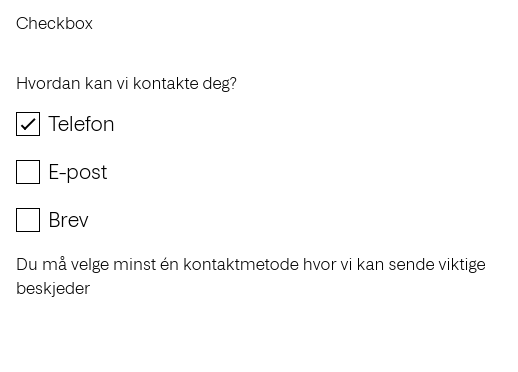 Checkbox
Hvordan kan vi kontakte deg?
Telefon
E-post
Brev
Du må velge minst én kontaktmetode hvor vi kan sende viktige
beskjeder